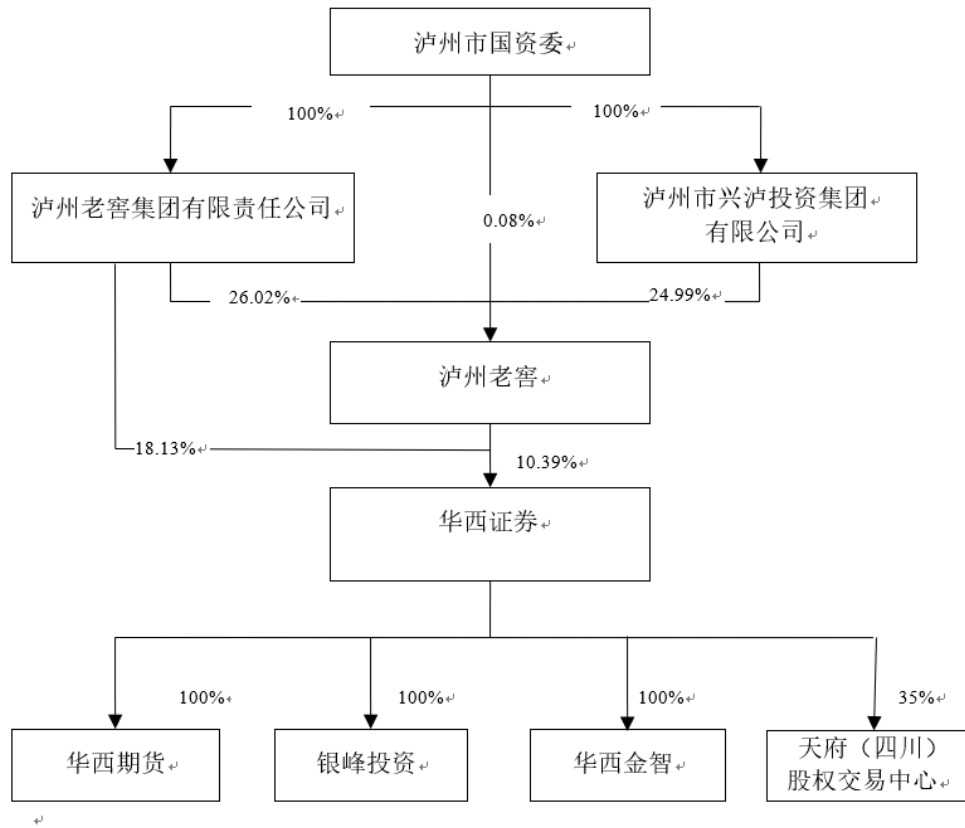 泸州市国资委
100%
100%
泸州老窖集团有限责任公司
泸州市兴泸投资集团
有限公司
0.08%
26.02%
24.99%
泸州老窖
18.13%
10.39%
华西证券
100%
100%
100%
35%
华西期货
银峰投资
华西金智
天府（四川）
股权交易中心